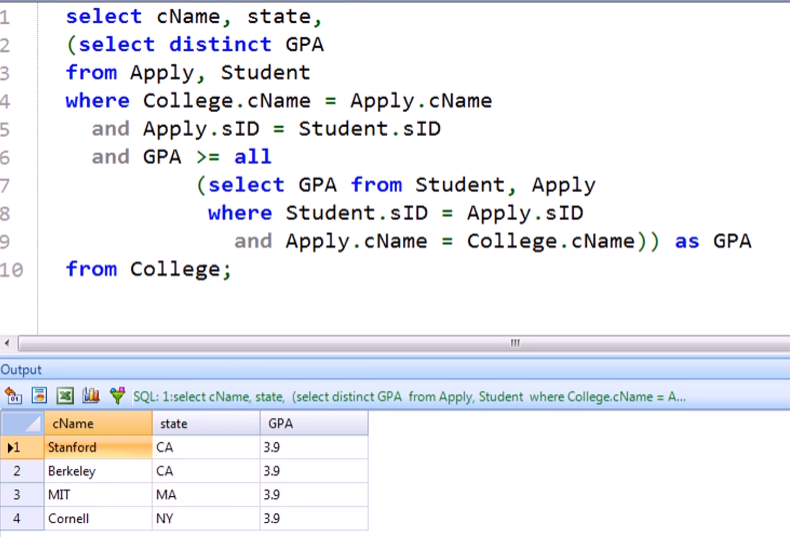 1 select cName, state,
2 (select distinct GPA
3 from Apply, Student
4 where College.cName = Apply.cName
5 and Apply.sID = Student.sID
6 and GPA >= all
7 (select GPA from Student, Apply
8 where Student.sID = Apply.sID
9 and Apply.cName = College.cName)) as GPA
10 from College;
Output
SQL: 1:select cName, state, (select distinct GPA from Apply, Student where College.cName = A...
cName state GPA
1 Stanford CA 3.9
2 Berkeley CA 3.9
3 MIT MA 3.9
4 Cornell NY 3.9